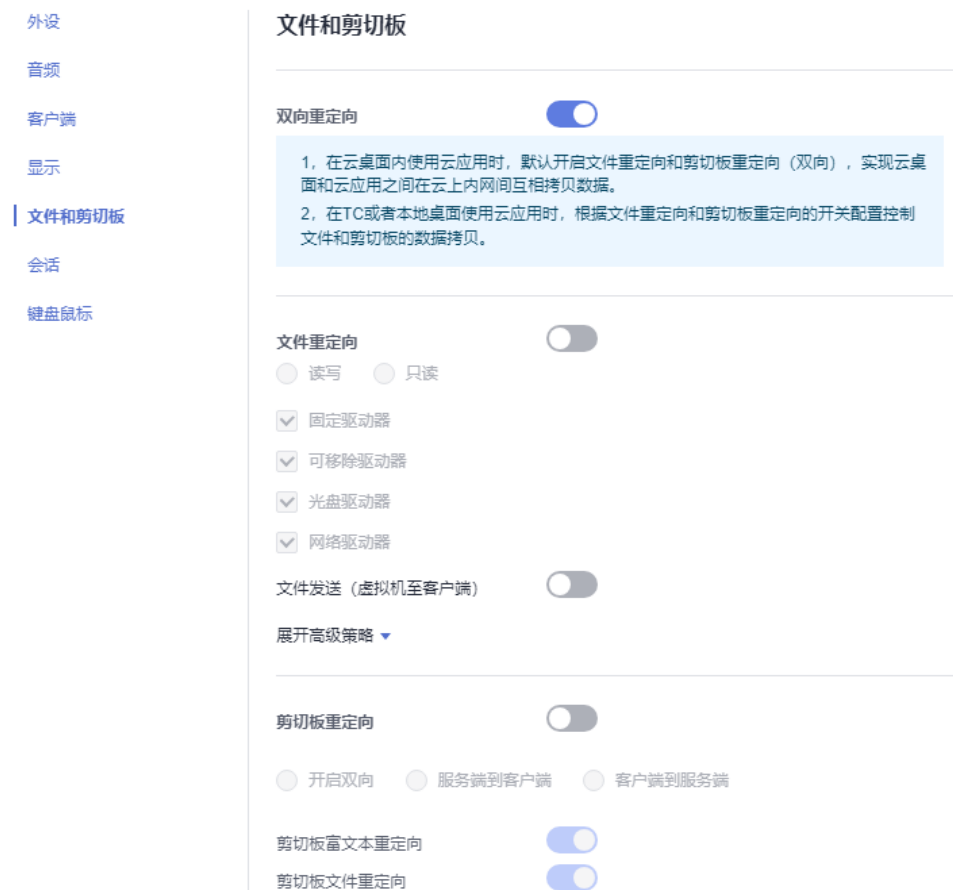 外设
音频
客户端
显示
文件和剪切板
会话
键盘鼠标
文件和剪切板
双向重定向
1，在云桌面内使用云应用时，默认开启文件重定向和剪切板重定向（双向），实现云桌
面和云应用之间在云上内网间互相拷贝数据。
2，在TC或者本地桌面使用云应用时，根据文件重定向和剪切板重定向的开关配置控制
文件和剪切板的数据拷贝。
文件重定向
读写 只读
固定驱动器
可移除驱动器
光盘驱动器
网络驱动器
文件发送（虚拟机至客户端）
展开高级策略
剪切板重定向
开启双向 服务端到客户端 客户端到服务端
剪切板富文本重定向
剪切板文件重定向